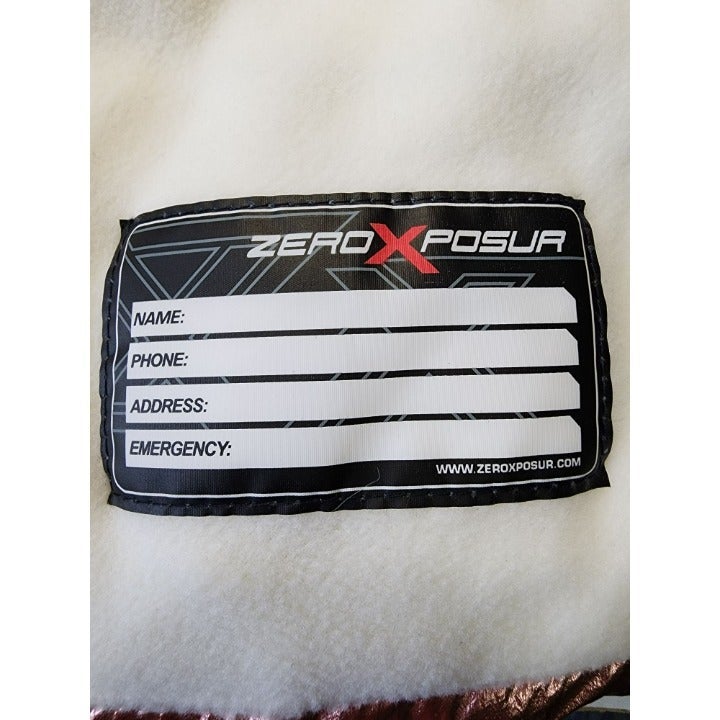 ZEROXPOSUR
NAME:
PHONE:
ADDRESS:
EMERGENCY:
WWW.ZEROXPOSUR.COM